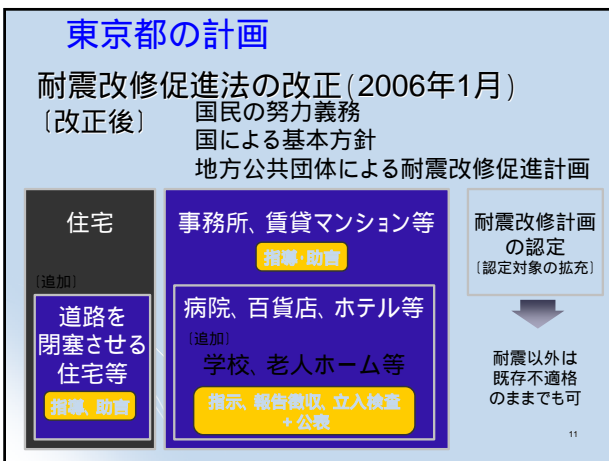 東京都の計画
耐震改修促進法の改正(2006年1月)
〔改正後〕
国民の努力義務
国による基本方針
地方公共団体による耐震改修促進計画
住宅
〔追加〕
道路を
閉塞させる
住宅等
指導、助言
事務所、賃貸マンション等
指導・助言
病院、百貨店、ホテル等
〔追加〕
学校、老人ホーム等
指示、報告徴収、立入検査
+公表
耐震改修計画
の認定
〔認定対象の拡充〕
耐震以外は
既存不適格
のままでも可
11